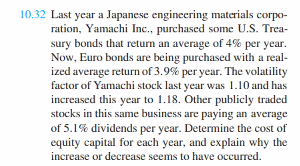 10.32 Last year a Japanese engineering materials corpo-
ration, Yamachi Inc., purchased some U.S. Trea-
sury bonds that return an average of 4% per year.
Now, Euro bonds are being purchased with a real-
ized average return of 3.9% per year. The volatility
factor of Yamachi stock last year was 1.10 and has
increased this year to 1.18. Other publicly traded
stocks in this same business are paying an average
of 5.1% dividends per year. Determine the cost of
equity capital for each year, and explain why the
increase or decrease seems to have occurred.